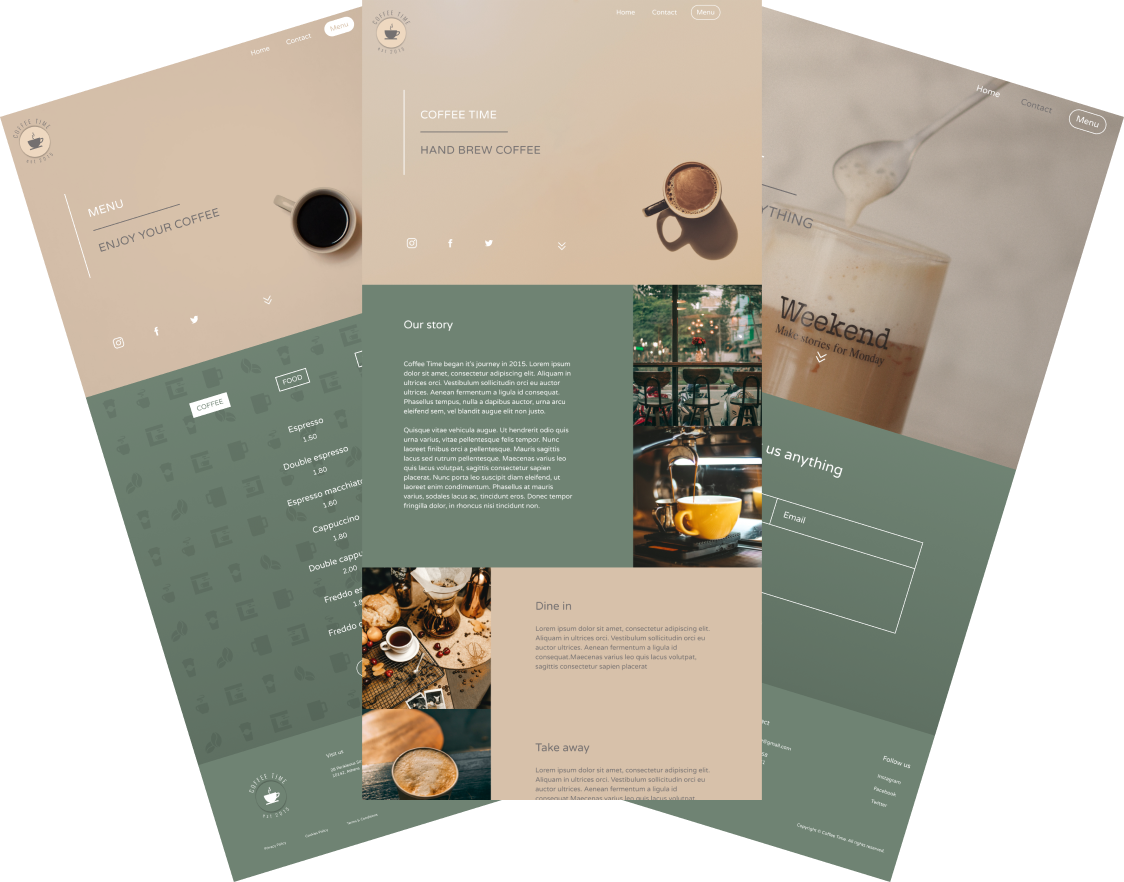 COFFEE TIME
est 2015
Home
Contact
Menu
MENU
ENJOY YOUR COFFEE
COFFEE
FOOD
Espresso
1.50
Double espresso
1.80
Espresso macchiato
1.60
Cappuccino
1.80
Double cappu
2.00
Freddo es
1.8
Freddo c
Visit us
COFFEE TIME
est 2015
Privacy Policy
Cookies Policy
Terms & Conditions
COFFEE TIME
est 2015
Home
Contact
Menu
COFFEE TIME
HAND BREW COFFEE
Our story
Coffee Time began it's journey in 2015. Lorem ipsum
dolor sit amet, consectetur adipiscing elit. Aliquam in
ultrices orci. Vestibulum sollicitudin orci eu auctor
ultrices. Aenean fermentum a ligula id consequat.
Phasellus tempus, nulla a dapibus auctor, urna arcu
eleifend sem, vel blandit augue elit non justo.
Quisque vitae vehicula augue. Ut hendrerit odio quis
urna varius, vitae pellentesque felis tempor. Nunc
laoreet finibus orci a pellentesque. Mauris sagittis
lacus sed rutrum pellentesque. Maecenas varius leo
quis lacus volutpat, sagittis consectetur sapien
placerat. Nunc porta leo suscipit diam eleifend, ut
laoreet enim condimentum. Phasellus at mauris
varius, sodales lacus ac, tincidunt eros. Donec tempor
fringilla dolor, in rhoncus nisi tincidunt non.
Dine in
Lorem ipsum dolor sit amet, consectetur adipiscing elit.
Aliquam in ultrices orci. Vestibulum sollicitudin orci eu
auctor ultrices. Aenean fermentum a ligula id
consequat.Maecenas varius leo quis lacus volutpat,
sagittis consectetur sapien placerat
Take away
Lorem ipsum dolor sit amet, consectetur adipiscing elit.
Aliquam in ultrices orci. Vestibulum sollicitudin orci eu
auctor ultrices. Aenean fermentum a ligula id
consequat.Maecenas varius leo quis lacus volutpat,
Home
Contact
Menu
YTHING
Weekend
Make stories for Monday
us anything
Email
ct
@gmail.com
Follow us
Instagram
Facebook
Twitter
Copyright © Coffee Time. All rights reserved.